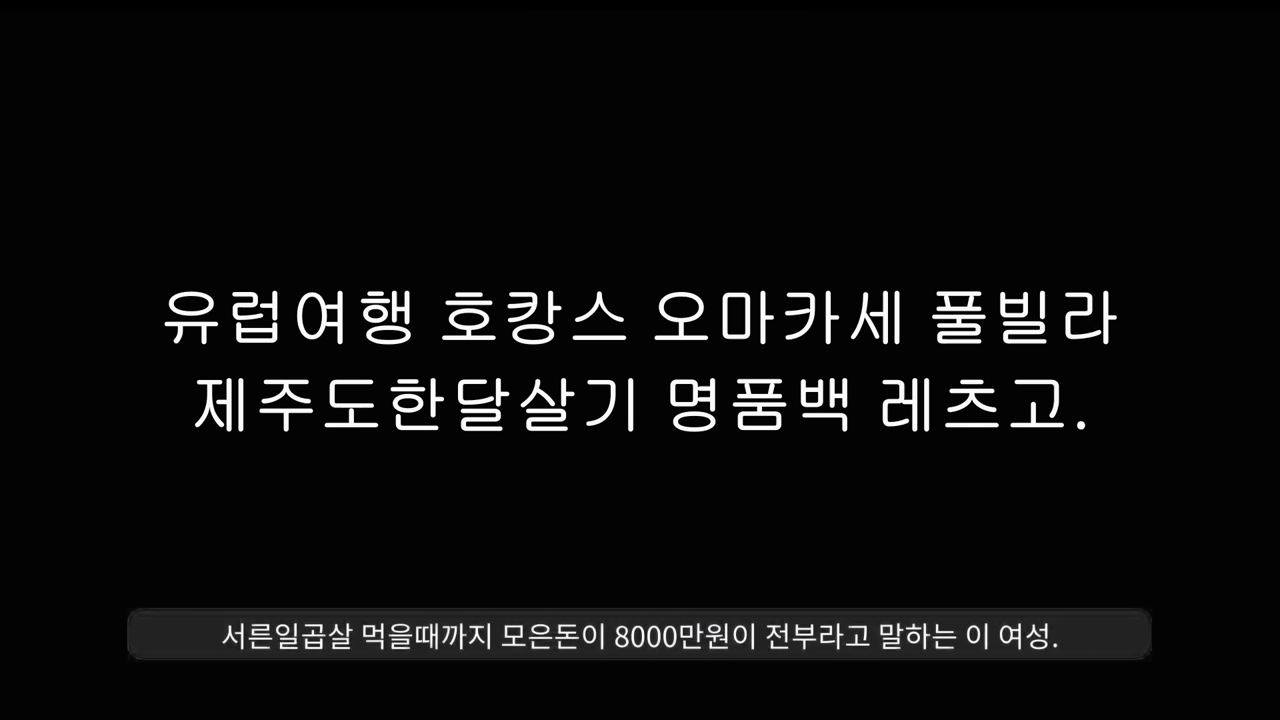 유럽여행 호캉스 오마카세 풀빌라
제주도한달살기 명품백 레츠고.
서른일곱살 먹을때까지 모은돈이 8000만원이 전부라고 말하는 이 여성.